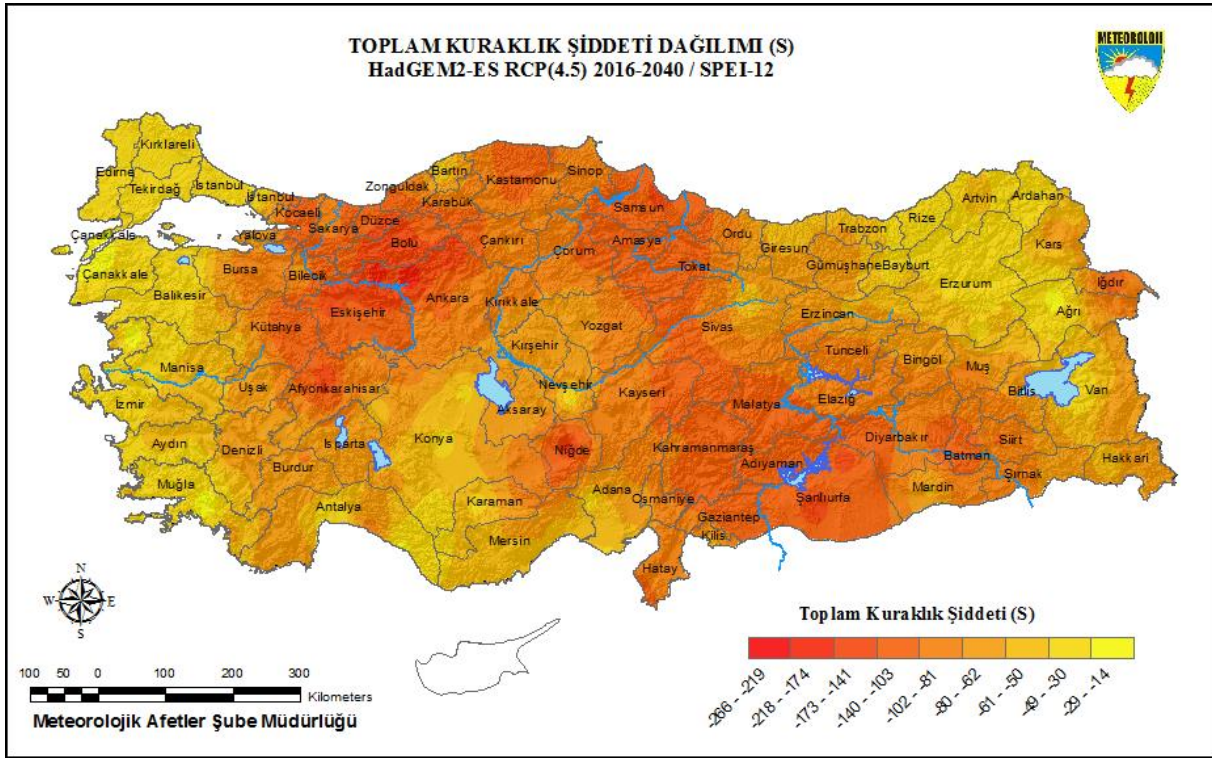 TOPLAM KURAKLIK ŞİDDETİ DAĞILIMI (S)
HadGEM2-ES RCP(4.5) 2016-2040 / SPEI-12
METEOROLOJI
Kırklareli
Edirne
Tekirdağ
İstanbul
İstanbul
Kocaeli
Yalova
Sakarya
Düzce
Zonguldak
Bartın
Karabük
Kastamonu
Sinop
Samsun
Bolu
Çankırı
Çorum
Amasya
Tokat
Ordu
Giresun
Trabzon
Rize
Artvin
Ardahan
Kars
Gümüşhane
Bayburt
Erzurum
Iğdır
Ağrı
Çanakkale
Çanakkale
Balıkesir
Bursa
Bilecik
Eskişehir
Ankara
Kırıkkale
Yozgat
Sivas
Erzincan
Tunceli
Bingöl
Muş
Bitlis
Van
Kütahya
Manisa
Uşak
Afyonkarahisar
Kırşehir
Nevşehir
Aksaray
Kayseri
Malatya
Elazığ
Diyarbakır
Batman
Siirt
Şırnak
Hakkari
İzmir
Aydın
Denizli
Isparta
Burdur
Konya
Niğde
Kahramanmaraş
Adıyaman
Şanlıurfa
Mardin
Muğla
Antalya
Karaman
Mersin
Adana
Osmaniye
Gaziantep
Kilis
Hatay
N
W E
S
100 50 0 100 200 300
Kilometers
Meteorolojik Afetler Şube Müdürlüğü
Toplam Kuraklık Şiddeti (S)
-266 - -219
-218 - -174
-173 - -141
-140 - -103
-102 - -81
-80 - -62
-61 - -50
-49 - -30
-29 - -14